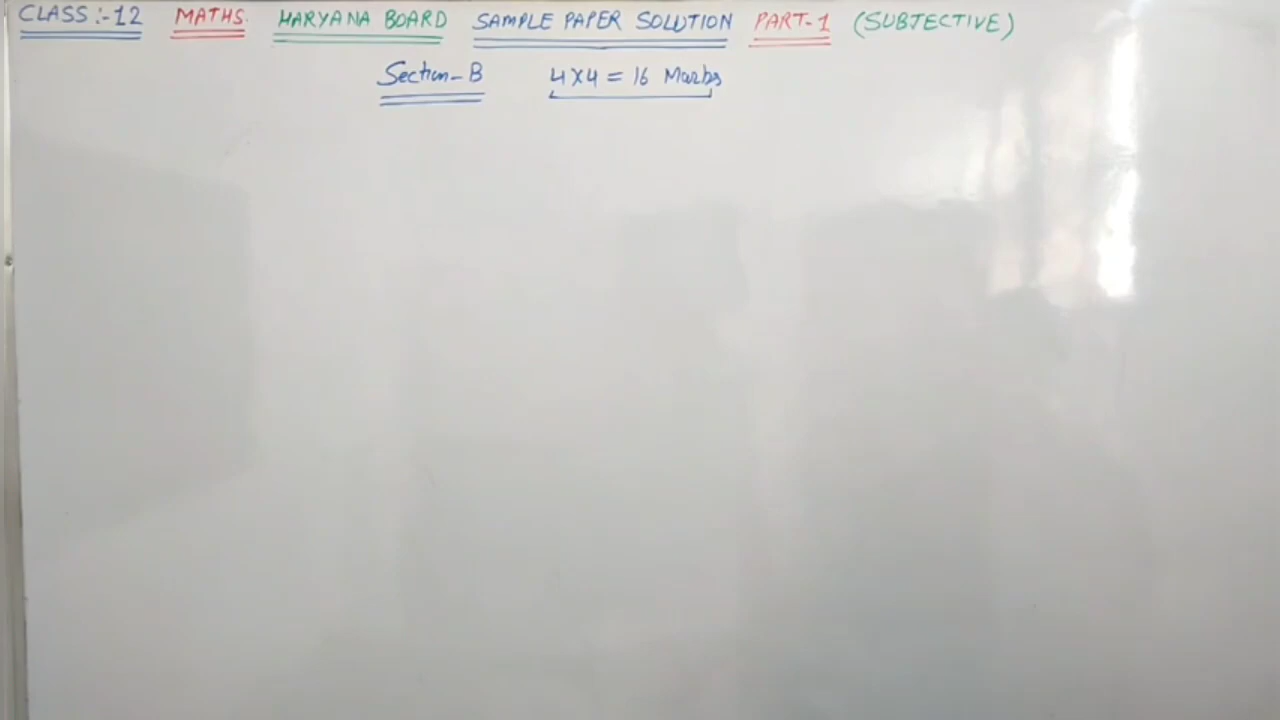 CLASS :- 12 MATHS. HARYANA BOARD SAMPLE PAPER SOLUTION PART-1 (SUBJECTIVE)
Section-B 4×4 = 16 Marks